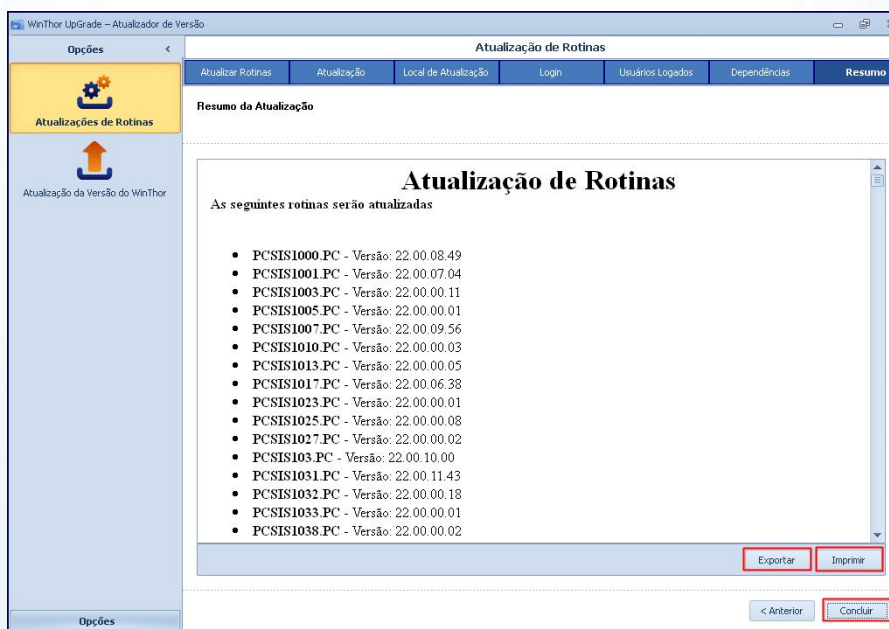 WinThor UpGrade – Atualizador de Versão
Opções
Atualizações de Rotinas
Atualização da Versão do WinThor
Opções
Atualização de Rotinas
Atualizar Rotinas
Atualização
Local de Atualização
Login
Usuários Logados
Dependências
Resumo
Resumo da Atualização
Atualização de Rotinas
As seguintes rotinas serão atualizadas
• PCSIS1000.PC - Versão: 22.00.08.49
• PCSIS1001.PC - Versão: 22.00.07.04
• PCSIS1003.PC - Versão: 22.00.00.11
• PCSIS1005.PC - Versão: 22.00.00.01
• PCSIS1007.PC - Versão: 22.00.09.56
• PCSIS1010.PC - Versão: 22.00.00.03
• PCSIS1013.PC - Versão: 22.00.00.05
• PCSIS1017.PC - Versão: 22.00.06.38
• PCSIS1023.PC - Versão: 22.00.00.01
• PCSIS1025.PC - Versão: 22.00.00.08
• PCSIS1027.PC - Versão: 22.00.00.02
• PCSIS103.PC - Versão: 22.00.10.00
• PCSIS1031.PC - Versão: 22.00.11.43
• PCSIS1032.PC - Versão: 22.00.00.18
• PCSIS1033.PC - Versão: 22.00.00.01
• PCSIS1038.PC - Versão: 22.00.00.02
Exportar
Imprimir
< Anterior
Concluir